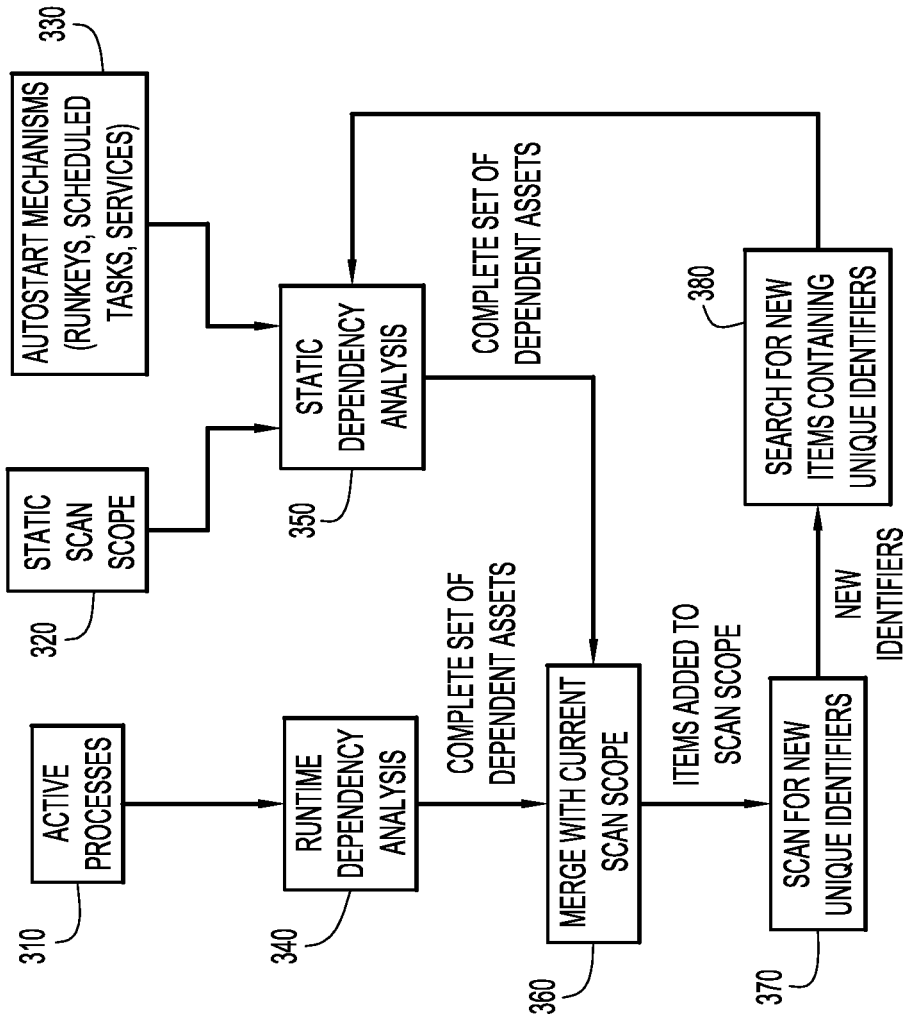 310
ACTIVE
PROCESSES
320
STATIC
SCAN
SCOPE
330
AUTOSTART MECHANISMS
(RUNKEYS, SCHEDULED
TASKS, SERVICES)
340
RUNTIME
DEPENDENCY
ANALYSIS
350
STATIC
DEPENDENCY
ANALYSIS
COMPLETE SET OF
DEPENDENT ASSETS
COMPLETE SET OF
DEPENDENT ASSETS
360
MERGE WITH CURRENT
SCAN SCOPE
ITEMS ADDED TO
SCAN SCOPE
370
SCAN FOR NEW
UNIQUE IDENTIFIERS
NEW
IDENTIFIERS
380
SEARCH FOR NEW
ITEMS CONTAINING
UNIQUE IDENTIFIERS